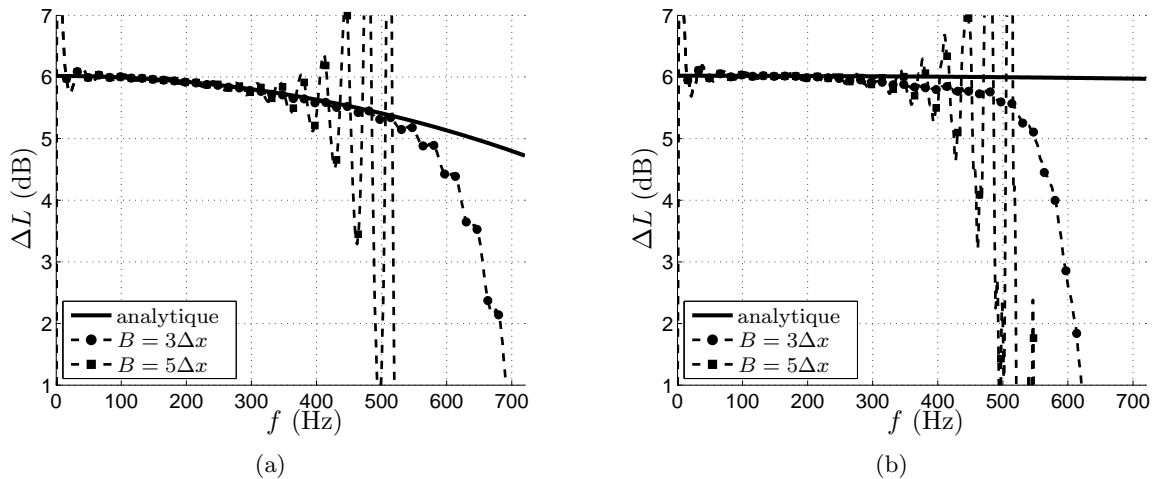 7
6
5
4
3
2
1
ΔL (dB)
0 100 200 300 400 500 600 700
f (Hz)
analytique
B = 3Δx
B = 5Δx
(a)
7
6
5
4
3
2
1
ΔL (dB)
0 100 200 300 400 500 600 700
f (Hz)
analytique
B = 3Δx
B = 5Δx
(b)